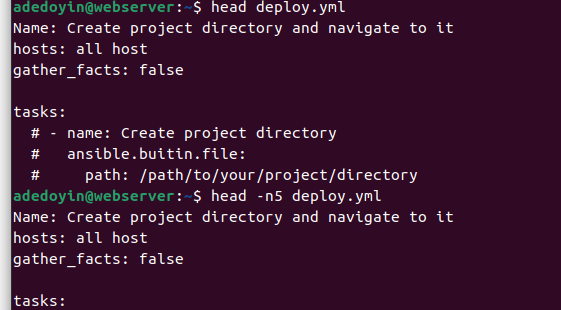 adedoyin@webserver:~$ head deploy.yml
Name: Create project directory and navigate to it
hosts: all host
gather_facts: false

tasks:
  # - name: Create project directory
  #   ansible.buitin.file:
  #     path: /path/to/your/project/directory
adedoyin@webserver:~$ head -n5 deploy.yml
Name: Create project directory and navigate to it
hosts: all host
gather_facts: false

tasks: